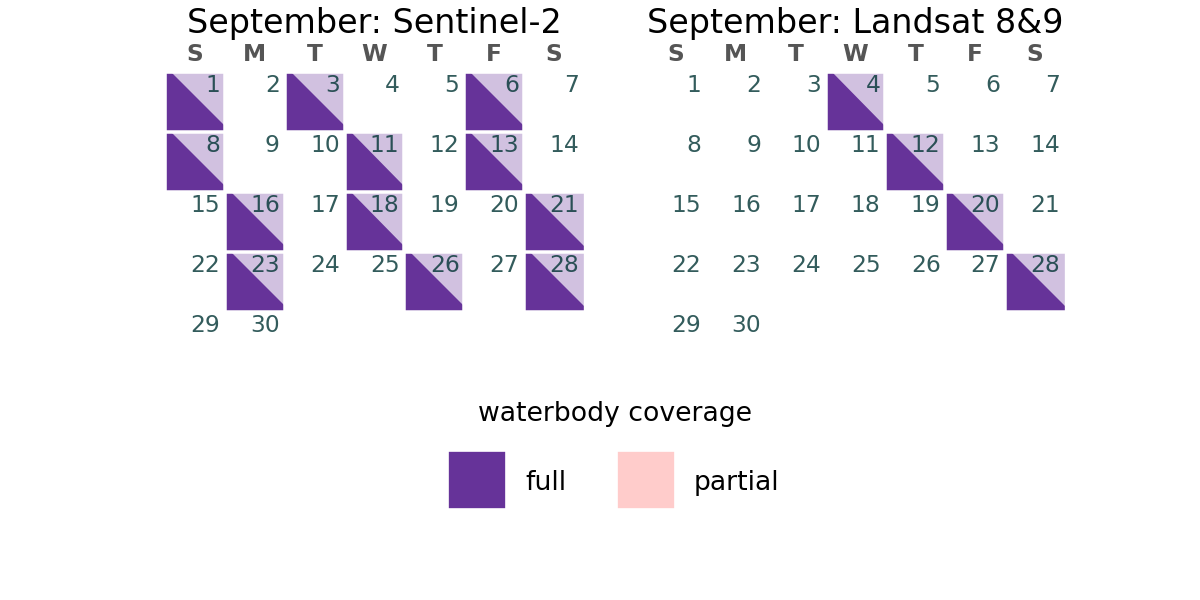 September: Sentinel-2
S M T W T F S
1 2 3 4 5 6 7
8 9 10 11 12 13 14
15 16 17 18 19 20 21
22 23 24 25 26 27 28
29 30
September: Landsat 8&9
S M T W T F S
1 2 3 4 5 6 7
8 9 10 11 12 13 14
15 16 17 18 19 20 21
22 23 24 25 26 27 28
29 30
waterbody coverage
full partial